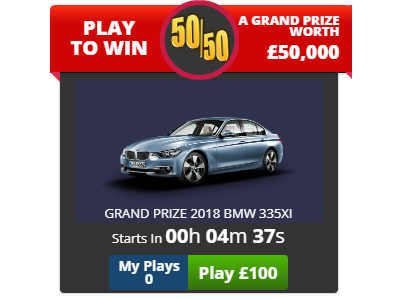 PLAY
TO WIN
50/50
A GRAND PRIZE
WORTH
£50,000
GRAND PRIZE 2018 BMW 335XI
Starts In 00h 04m 37s
My Plays
0
Play £100